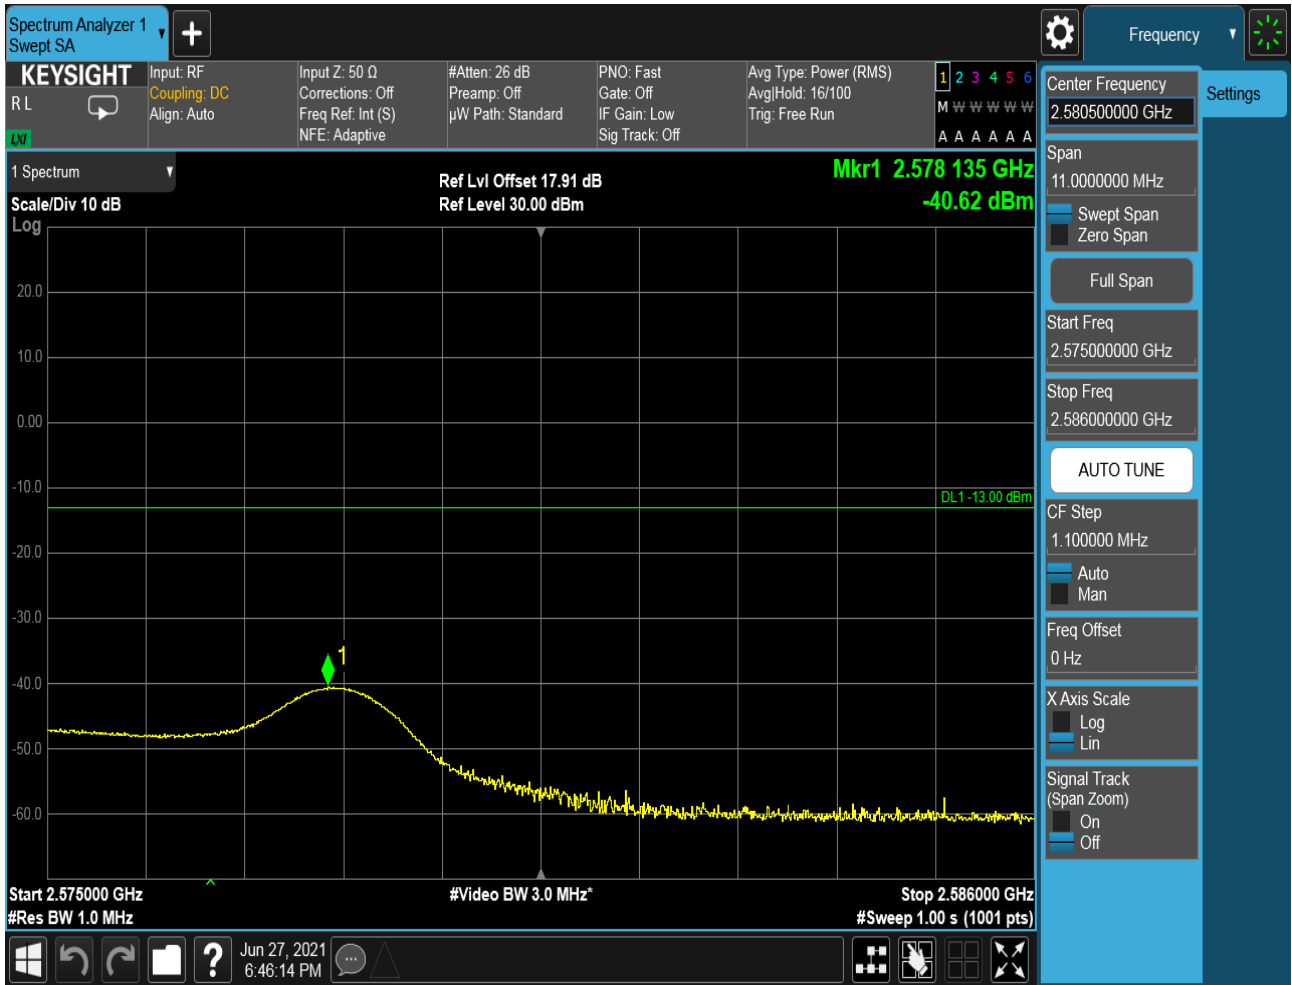 Spectrum Analyzer 1
Swept SA
Frequency
KEYSIGHT
R L
LXI
Input: RF
Coupling: DC
Align: Auto
Input Z: 50 Ω
Corrections: Off
Freq Ref: Int (S)
NFE: Adaptive
#Atten: 26 dB
Preamp: Off
µW Path: Standard
PNO: Fast
Gate: Off
IF Gain: Low
Sig Track: Off
Avg Type: Power (RMS)
Avg|Hold: 16/100
Trig: Free Run
1 2 3 4 5 6
M W W W W W
A A A A A A
1 Spectrum
Scale/Div 10 dB
Log
Ref Lvl Offset 17.91 dB
Ref Level 30.00 dBm
Mkr1 2.578 135 GHz
-40.62 dBm
20.0
10.0
0.00
-10.0
DL1 -13.00 dBm
-20.0
-30.0
1
-40.0
-50.0
-60.0
Start 2.575000 GHz
#Video BW 3.0 MHz*
Stop 2.586000 GHz
#Res BW 1.0 MHz
#Sweep 1.00 s (1001 pts)
Jun 27, 2021
6:46:14 PM
Center Frequency
2.580500000 GHz
Settings
Span
11.0000000 MHz
Swept Span
Zero Span
Full Span
Start Freq
2.575000000 GHz
Stop Freq
2.586000000 GHz
AUTO TUNE
CF Step
1.100000 MHz
Auto
Man
Freq Offset
0 Hz
X Axis Scale
Log
Lin
Signal Track
(Span Zoom)
On
Off